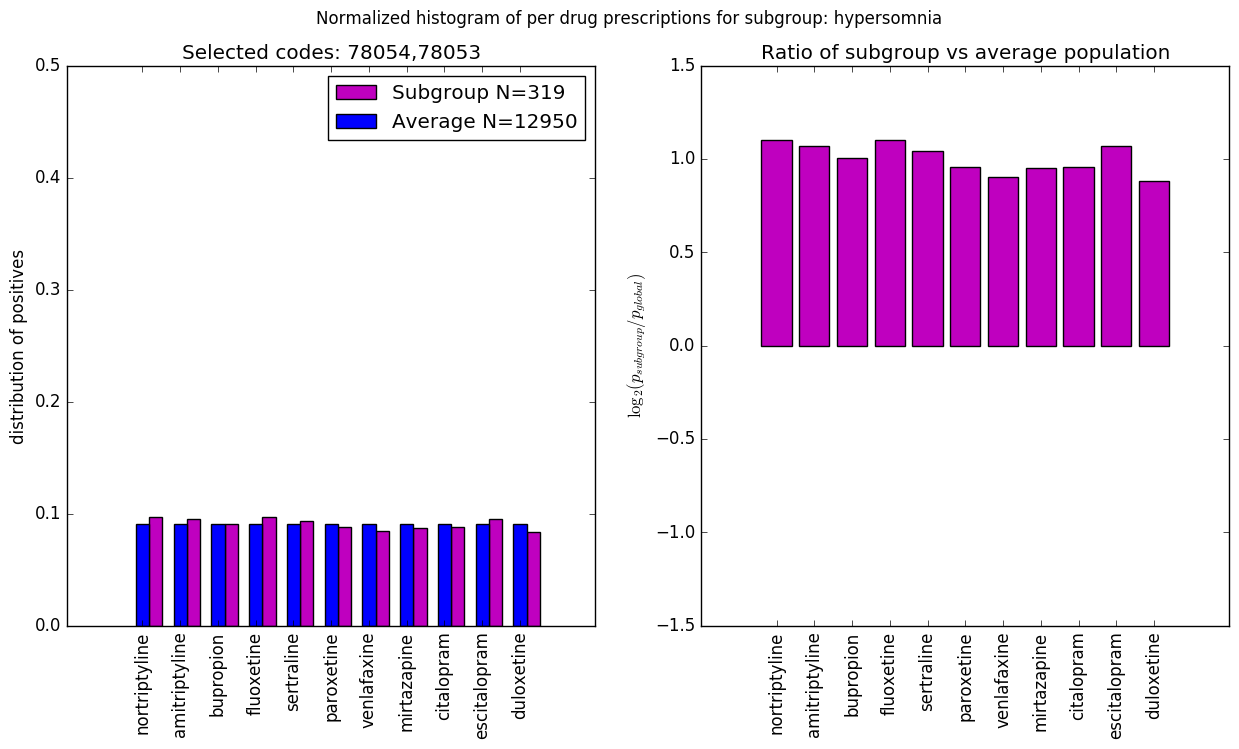 Normalized histogram of per drug prescriptions for subgroup: hypersomnia
Selected codes: 78054,78053
0.5
0.4
0.3
0.2
0.1
0.0
distribution of positives
Subgroup N=319
Average N=12950
nortriptyline
amitriptyline
bupropion
fluoxetine
sertraline
paroxetine
venlafaxine
mirtazapine
citalopram
escitalopram
duloxetine
Ratio of subgroup vs average population
1.5
1.0
0.5
0.0
−0.5
−1.0
−1.5
log₂(p_subgroup/p_global)
nortriptyline
amitriptyline
bupropion
fluoxetine
sertraline
paroxetine
venlafaxine
mirtazapine
citalopram
escitalopram
duloxetine